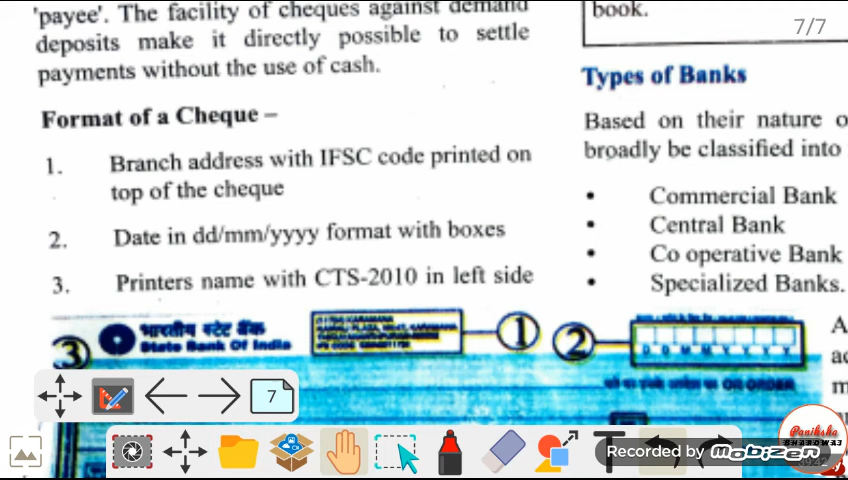 'payee'. The facility of cheques against demand
deposits make it directly possible to settle
payments without the use of cash.
Format of a Cheque –
1. Branch address with IFSC code printed on
top of the cheque
2. Date in dd/mm/yyyy format with boxes
3. Printers name with CTS-2010 in left side
3
भारतीय स्टेट बैंक
State Bank Of India
1
2
D D M M Y Y Y Y
OR ORDER
book.
7/7
Types of Banks
Based on their nature o
broadly be classified into
• Commercial Bank
• Central Bank
• Co operative Bank
• Specialized Banks.
A
ac
m
7
T
Recorded by mobizen
Paniksha
BHARDWAJ